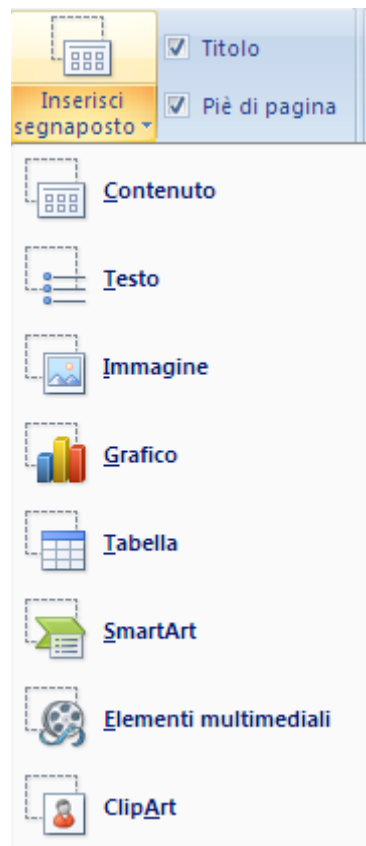 Inserisci
segnaposto
Titolo
Piè di pagina
Contenuto
Testo
Immagine
Grafico
Tabella
SmartArt
Elementi multimediali
ClipArt